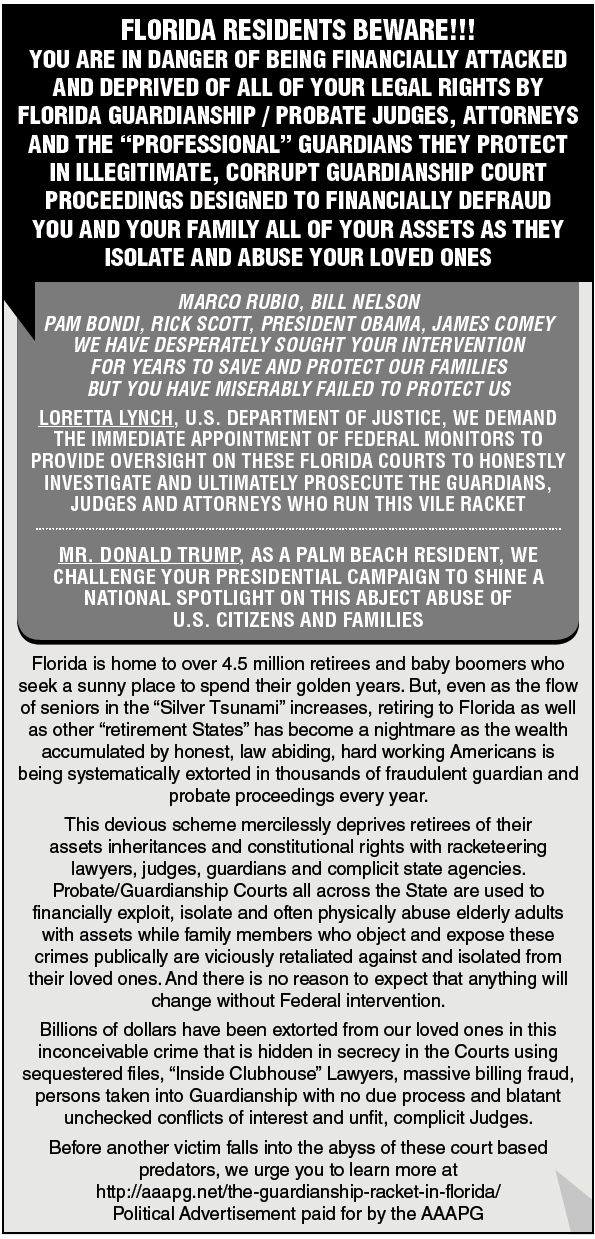 FLORIDA RESIDENTS BEWARE!!!
YOU ARE IN DANGER OF BEING FINANCIALLY ATTACKED
AND DEPRIVED OF ALL OF YOUR LEGAL RIGHTS BY
FLORIDA GUARDIANSHIP / PROBATE JUDGES, ATTORNEYS
AND THE “PROFESSIONAL” GUARDIANS THEY PROTECT
IN ILLEGITIMATE, CORRUPT GUARDIANSHIP COURT
PROCEEDINGS DESIGNED TO FINANCIALLY DEFRAUD
YOU AND YOUR FAMILY ALL OF YOUR ASSETS AS THEY
ISOLATE AND ABUSE YOUR LOVED ONES
MARCO RUBIO, BILL NELSON
PAM BONDI, RICK SCOTT, PRESIDENT OBAMA, JAMES COMEY
WE HAVE DESPERATELY SOUGHT YOUR INTERVENTION
FOR YEARS TO SAVE AND PROTECT OUR FAMILIES
BUT YOU HAVE MISERABLY FAILED TO PROTECT US
LORETTA LYNCH, U.S. DEPARTMENT OF JUSTICE, WE DEMAND
THE IMMEDIATE APPOINTMENT OF FEDERAL MONITORS TO
PROVIDE OVERSIGHT ON THESE FLORIDA COURTS TO HONESTLY
INVESTIGATE AND ULTIMATELY PROSECUTE THE GUARDIANS,
JUDGES AND ATTORNEYS WHO RUN THIS VILE RACKET
MR. DONALD TRUMP, AS A PALM BEACH RESIDENT, WE
CHALLENGE YOUR PRESIDENTIAL CAMPAIGN TO SHINE A
NATIONAL SPOTLIGHT ON THIS ABJECT ABUSE OF
U.S. CITIZENS AND FAMILIES
Florida is home to over 4.5 million retirees and baby boomers who
seek a sunny place to spend their golden years. But, even as the flow
of seniors in the “Silver Tsunami” increases, retiring to Florida as well
as other “retirement States” has become a nightmare as the wealth
accumulated by honest, law abiding, hard working Americans is
being systematically extorted in thousands of fraudulent guardian and
probate proceedings every year.
This devious scheme mercilessly deprives retirees of their
assets inheritances and constitutional rights with racketeering
lawyers, judges, guardians and complicit state agencies.
Probate/Guardianship Courts all across the State are used to
financially exploit, isolate and often physically abuse elderly adults
with assets while family members who object and expose these
crimes publically are viciously retaliated against and isolated from
their loved ones. And there is no reason to expect that anything will
change without Federal intervention.
Billions of dollars have been extorted from our loved ones in this
inconceivable crime that is hidden in secrecy in the Courts using
sequestered files, “Inside Clubhouse” Lawyers, massive billing fraud,
persons taken into Guardianship with no due process and blatant
unchecked conflicts of interest and unfit, complicit Judges.
Before another victim falls into the abyss of these court based
predators, we urge you to learn more at
http://aaapg.net/the-guardianship-racket-in-florida/
Political Advertisement paid for by the AAAPG